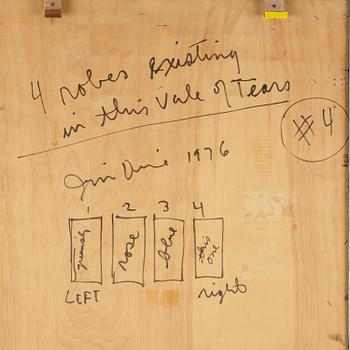 4 robes Existing
in this Vale of Tears
# 4
Jim Dine 1976
1 2 3 4
greenish rose blue this one
LEFT right